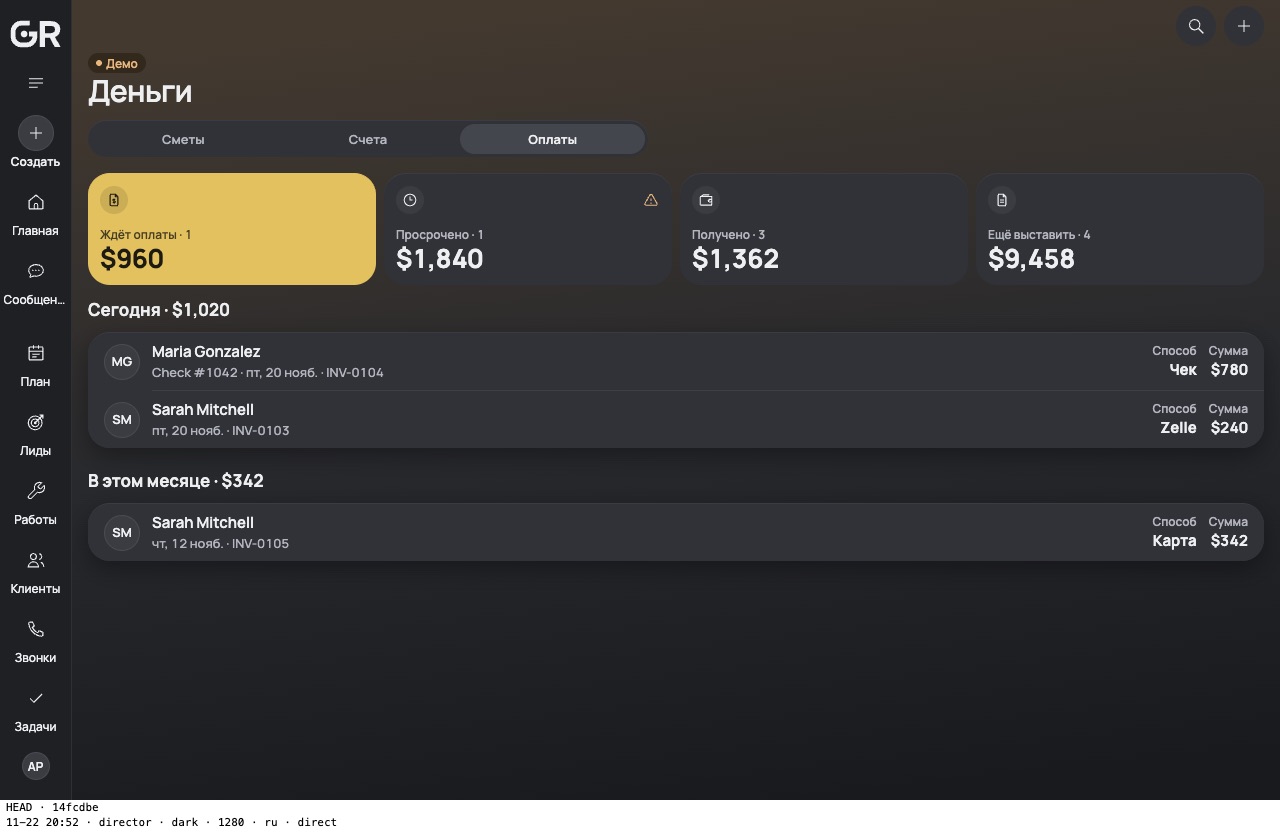 GR
Демо
Деньги
Создать
Главная
Сообщен…
План
Лиды
Работы
Клиенты
Звонки
Задачи
AP
Сметы
Счета
Оплаты
Ждёт оплаты · 1
$960
Просрочено · 1
$1,840
Получено · 3
$1,362
Ещё выставить · 4
$9,458
Сегодня · $1,020
MG
Maria Gonzalez
Check #1042 · пт, 20 нояб. · INV-0104
Способ Сумма
Чек $780
SM
Sarah Mitchell
пт, 20 нояб. · INV-0103
Способ Сумма
Zelle $240
В этом месяце · $342
SM
Sarah Mitchell
чт, 12 нояб. · INV-0105
Способ Сумма
Карта $342
HEAD · 14fcdbe
11-22 20:52 · director · dark · 1280 · ru · direct